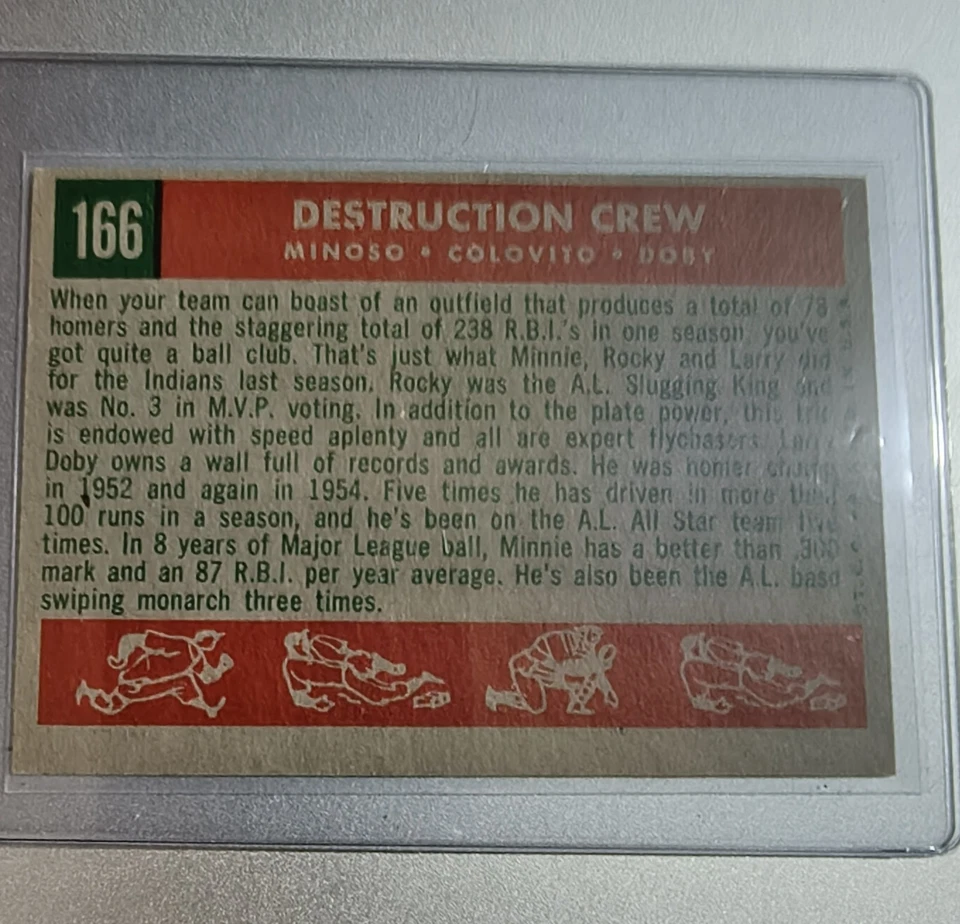 166
DESTRUCTION CREW
MINOSO • COLOVITO • DOBY
When your team can boast of an outfield that produces a total of 78
homers and the staggering total of 238 R.B.I.'s in one season, you've
got quite a ball club. That's just what Minnie, Rocky and Larry did
for the Indians last season. Rocky was the A.L. Slugging King and
was No. 3 in M.V.P. voting. In addition to the plate power, this trio
is endowed with speed aplenty and all are expert flychasers. Larry
Doby owns a wall full of records and awards. He was homer champ
in 1952 and again in 1954. Five times he has driven in more than
100 runs in a season, and he's been on the A.L. All Star team five
times. In 8 years of Major League ball, Minnie has a better than .300
mark and an 87 R.B.I. per year average. He's also been the A.L. base
swiping monarch three times.